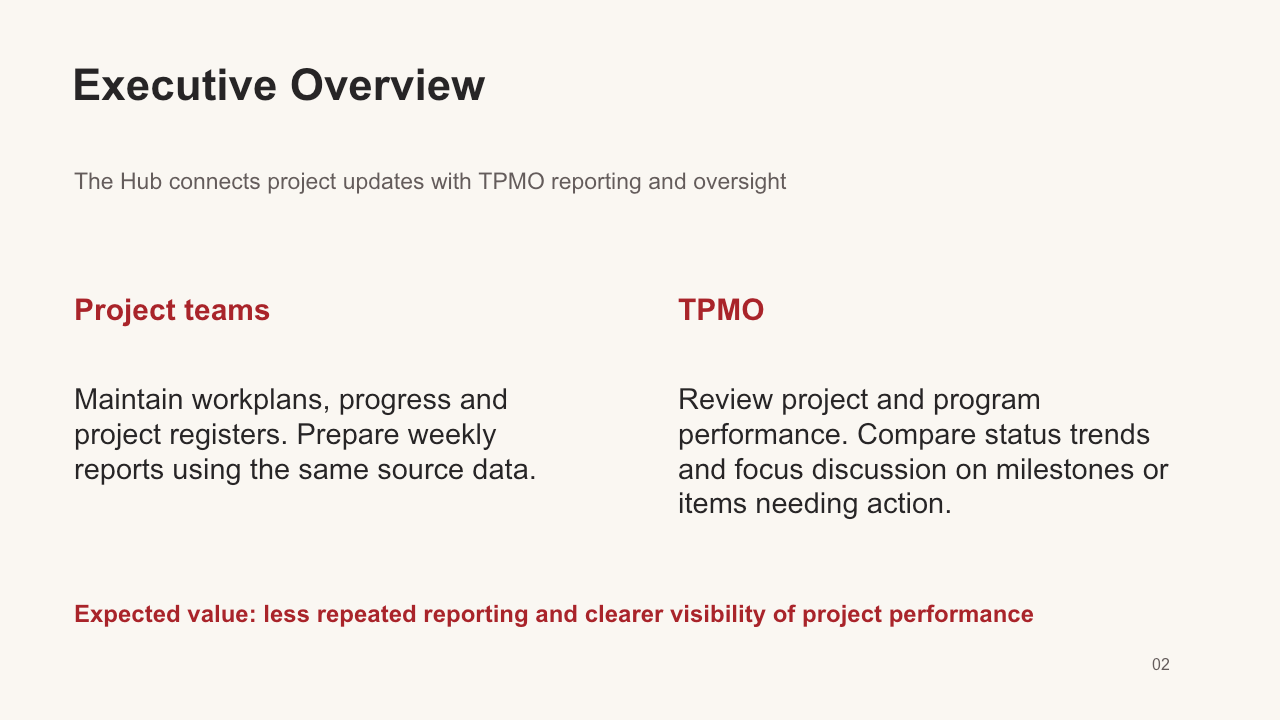 Executive Overview
The Hub connects project updates with TPMO reporting and oversight
Project teams
Maintain workplans, progress and
project registers. Prepare weekly
reports using the same source data.
TPMO
Review project and program
performance. Compare status trends
and focus discussion on milestones or
items needing action.
Expected value: less repeated reporting and clearer visibility of project performance
02